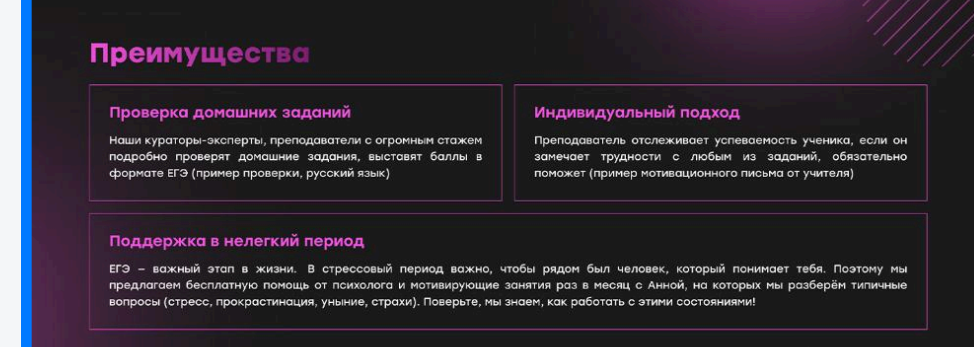 Преимущества
Проверка домашних заданий
Наши кураторы-эксперты, преподаватели с огромным стажем
подробно проверят домашние задания, выставят баллы в
формате ЕГЭ (пример проверки, русский язык)
Индивидуальный подход
Преподаватель отслеживает успеваемость ученика, если он
замечает трудности с любым из заданий, обязательно
поможет (пример мотивационного письма от учителя)
Поддержка в нелегкий период
ЕГЭ – важный этап в жизни. В стрессовый период важно, чтобы рядом был человек, который понимает тебя. Поэтому мы
предлагаем бесплатную помощь от психолога и мотивирующие занятия раз в месяц с Анной, на которых мы разберём типичные
вопросы (стресс, прокрастинация, уныние, страхи). Поверьте, мы знаем, как работать с этими состояниями!